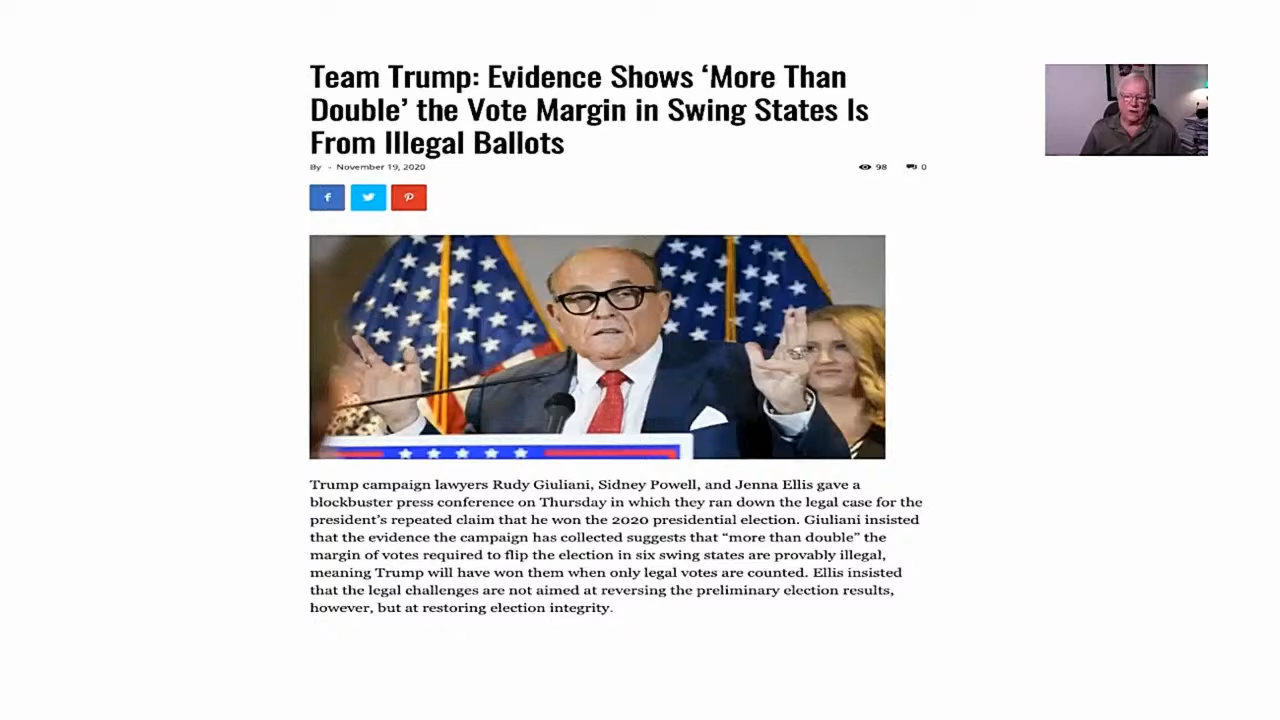 Team Trump: Evidence Shows ‘More Than
Double’ the Vote Margin in Swing States Is
From Illegal Ballots
By - November 19, 2020
98
0
Trump campaign lawyers Rudy Giuliani, Sidney Powell, and Jenna Ellis gave a
blockbuster press conference on Thursday in which they ran down the legal case for the
president’s repeated claim that he won the 2020 presidential election. Giuliani insisted
that the evidence the campaign has collected suggests that “more than double” the
margin of votes required to flip the election in six swing states are provably illegal,
meaning Trump will have won them when only legal votes are counted. Ellis insisted
that the legal challenges are not aimed at reversing the preliminary election results,
however, but at restoring election integrity.